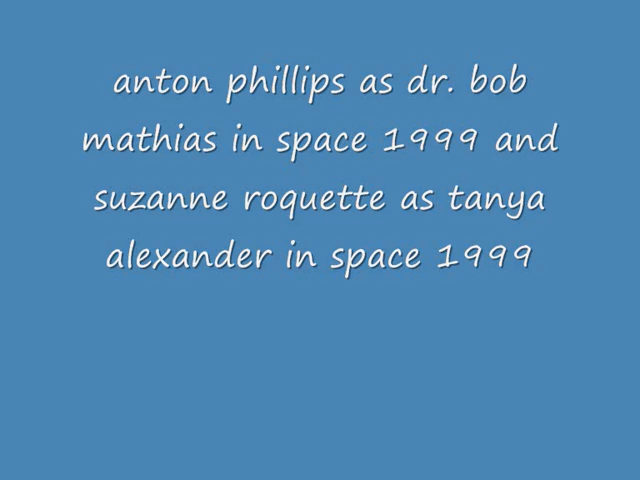 anton phillips as dr. bob
mathias in space 1999 and
suzanne roquette as tanya
alexander in space 1999